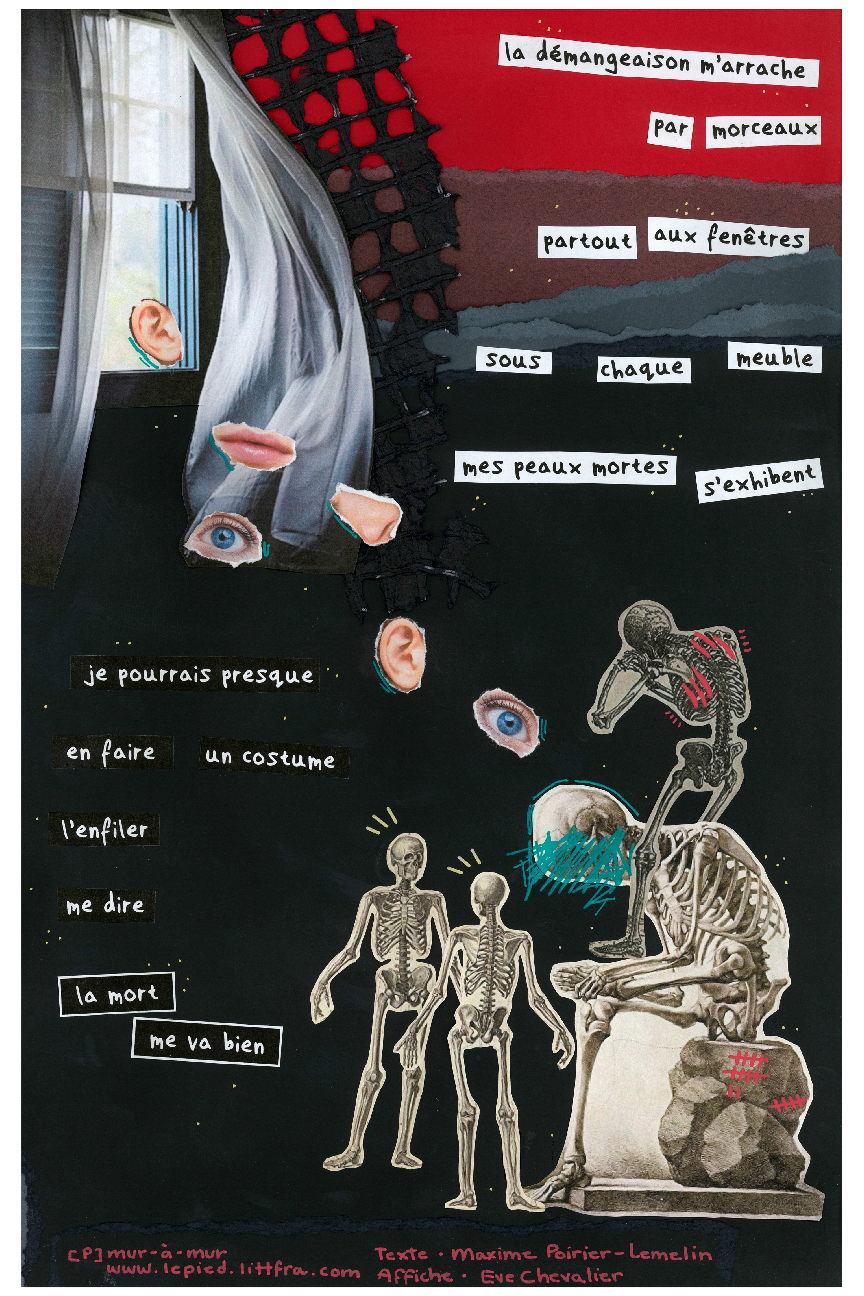 la démangeaison m'arrache
par morceaux
partout aux fenêtres
sous chaque meuble
mes peaux mortes s'exhibent
je pourrais presque
en faire un costume
l'enfiler
me dire
la mort
me va bien
[P] mur-à-mur
www.lepied.littfra.com
Texte · Maxime Poirier-Lemelin
Affiche · Eve Chevalier